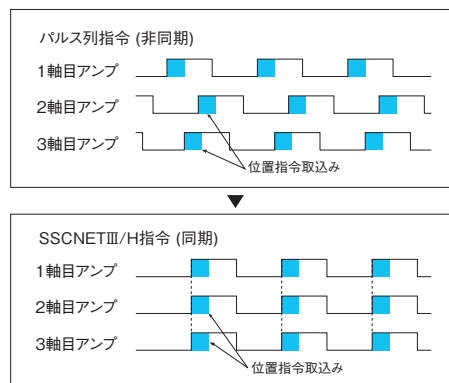 パルス列指令 (非同期)
1軸目アンプ
2軸目アンプ
3軸目アンプ
位置指令取込み
SSCNETⅢ/H指令 (同期)
1軸目アンプ
2軸目アンプ
3軸目アンプ
位置指令取込み